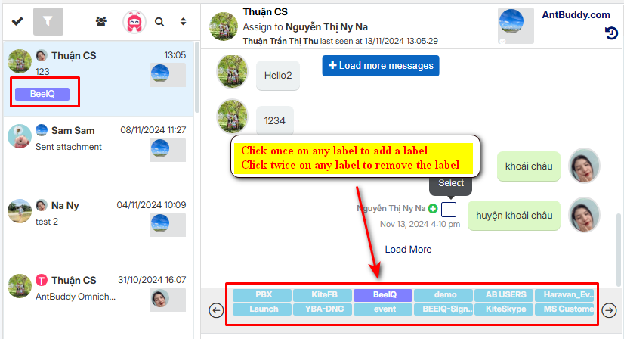 Thuận CS
13:05
123
BeeIQ
Sam Sam
08/11/2024 11:27
Sent attachment
Na Ny
04/11/2024 10:09
test 2
T Thuận CS
31/10/2024 16:07
AntBuddy Omnich...
Thuận CS
Assign to Nguyễn Thị Ny Na
Thuận Trần Thị Thu last seen at 13/11/2024 13:05:29
AntBuddy.com
Hello2
+ Load more messages
1234
Click once on any label to add a label
Click twice on any label to remove the label
khoái châu
Select
Nguyễn Thị Ny Na
Nov 13, 2024 4:10 pm
huyện khoái châu
Load More
PBX KiteFB BeeIQ demo AB USERS Haravan_Ev...
Launch YBA-DNO event BEEIQ-Sign... KiteSkype MS Custome